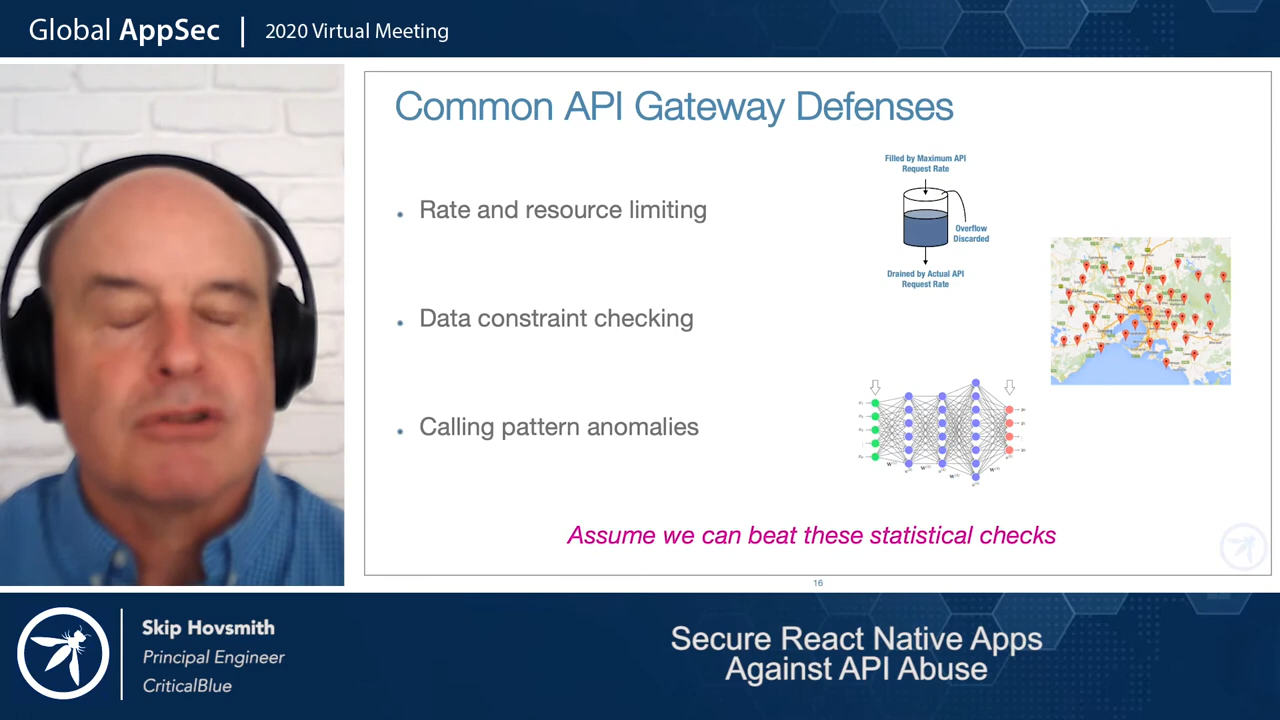 Global AppSec | 2020 Virtual Meeting
Common API Gateway Defenses
Filled by Maximum API
Request Rate
• Rate and resource limiting
Overflow
Discarded
Drained by Actual API
Request Rate
• Data constraint checking
• Calling pattern anomalies
Assume we can beat these statistical checks
16
Skip Hovsmith
Principal Engineer
CriticalBlue
Secure React Native Apps
Against API Abuse